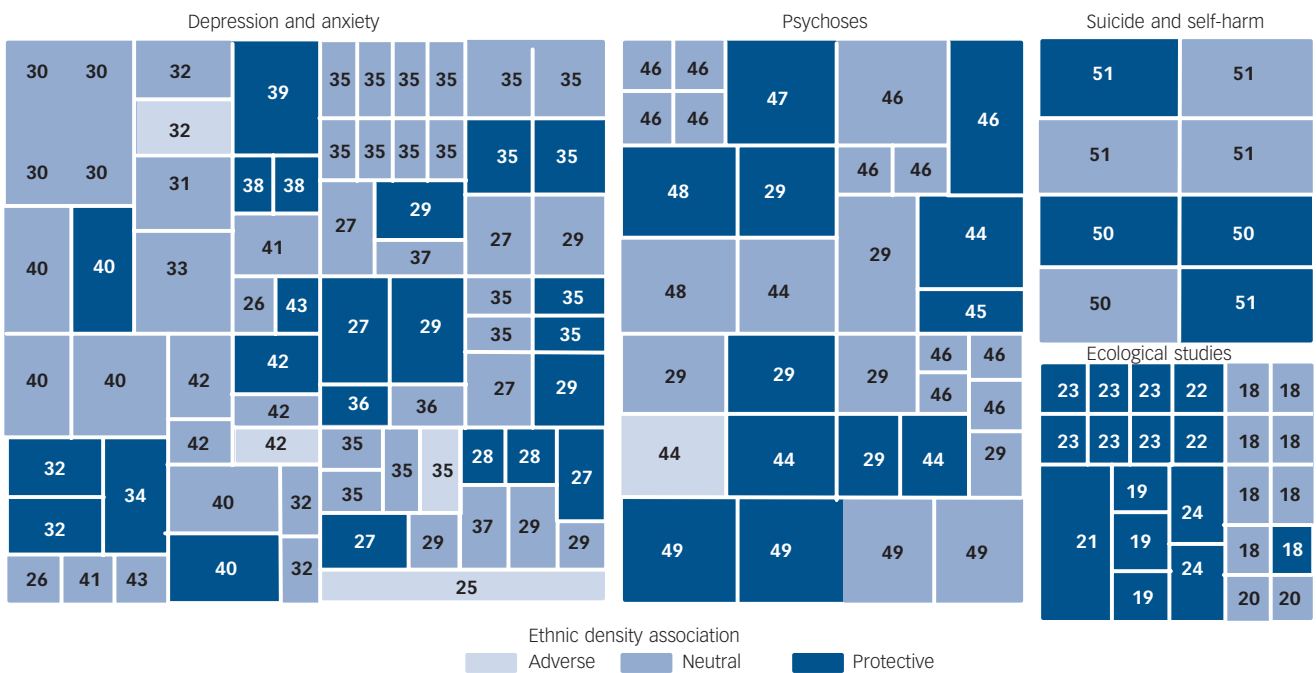 Depression and anxiety Psychoses Suicide and self-harm
30 30 32 39 35 35 35 35 35 35 46 46 47 46 46 51 51
32 35 35 35 35 35 35 46 46
30 30 31 38 38 27 29 48 29 46 46 51 51
40 40 33 41 37 27 29 48 44 29 44 50 50
26 43 27 29 35 35 45 50 51
35 35
40 40 42 42 27 29 29 29 29 46 46
Ecological studies
42 36 36 46 46 23 23 23 22 18 18
42 42 35 35 35 28 28 27 44 44 29 44 29 23 23 23 22 18 18
32 34 40 32 35 37 29 21 19 24 18 18
32 40 32 27 29 29 49 49 49 49 19 24 18 18
26 41 43 25 19 20 20
Ethnic density association
Adverse Neutral Protective